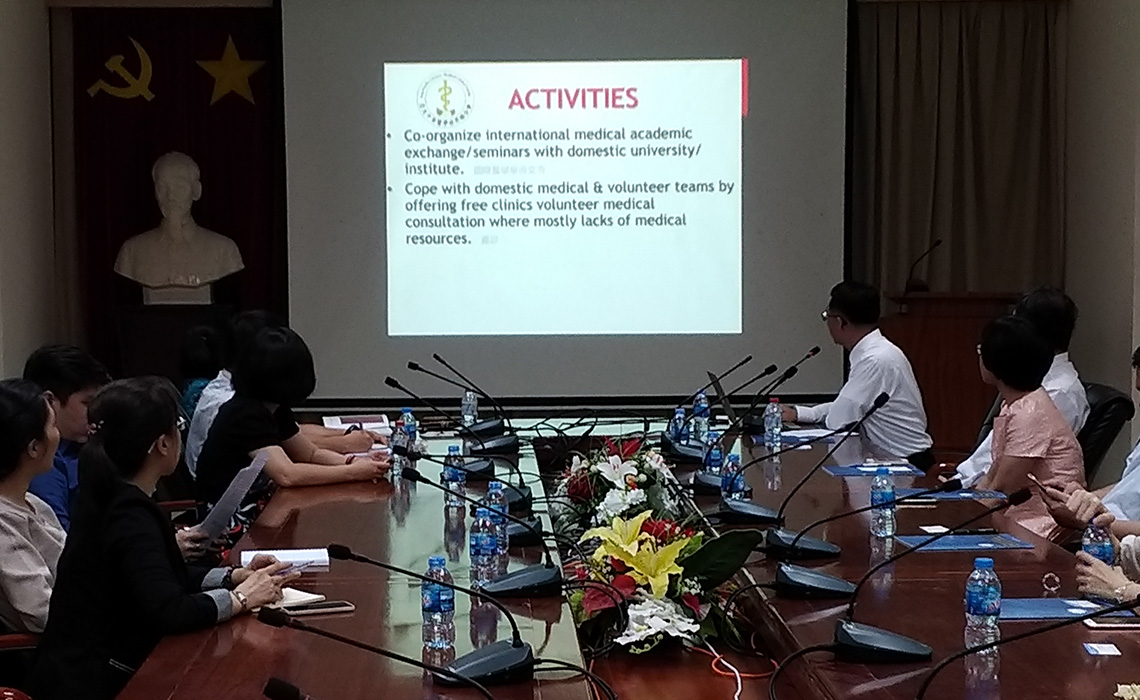 ACTIVITIES
• Co-organize international medical academic
exchange/seminars with domestic university/
institute.
• Cope with domestic medical & volunteer teams by
offering free clinics volunteer medical
consultation where mostly lacks of medical
resources.